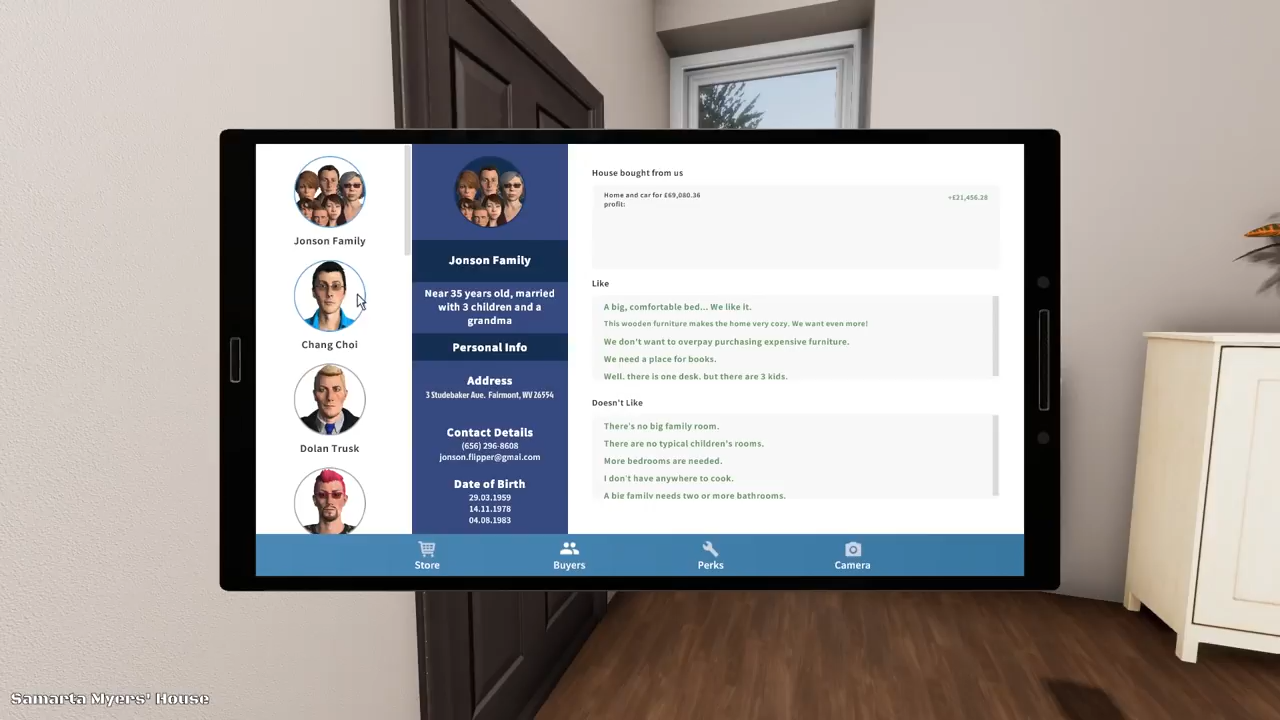 Jonson Family
Chang Choi
Dolan Trusk
Jonson Family
Near 35 years old, married
with 3 children and a
grandma
Personal Info
Address
3 Studebaker Ave. Fairmont, WV 26554
Contact Details
(656) 296-8608
jonson.flipper@gmai.com
Date of Birth
29.03.1959
14.11.1978
04.08.1983
House bought from us
Home and car for £69,080.36
profit:
+£21,456.28
Like
A big, comfortable bed... We like it.
This wooden furniture makes the home very cozy. We want even more!
We don't want to overpay purchasing expensive furniture.
We need a place for books.
Well, there is one desk, but there are 3 kids.
Doesn't Like
There's no big family room.
There are no typical children's rooms.
More bedrooms are needed.
I don't have anywhere to cook.
A big family needs two or more bathrooms.
Store
Buyers
Perks
Camera
Samarta Myers' House